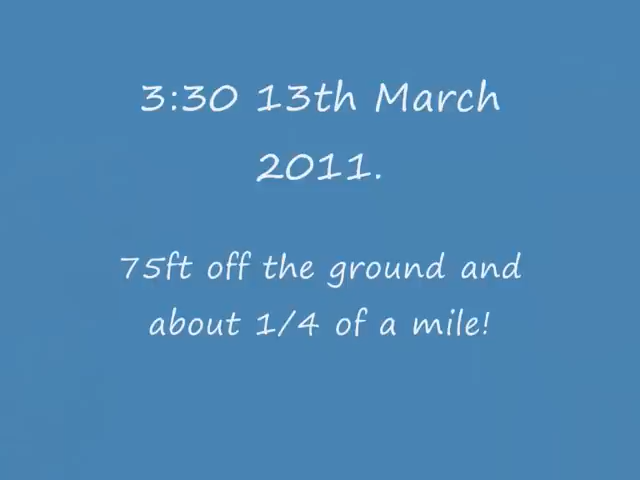 3:30 13th March
2011.
75ft off the ground and
about 1/4 of a mile!